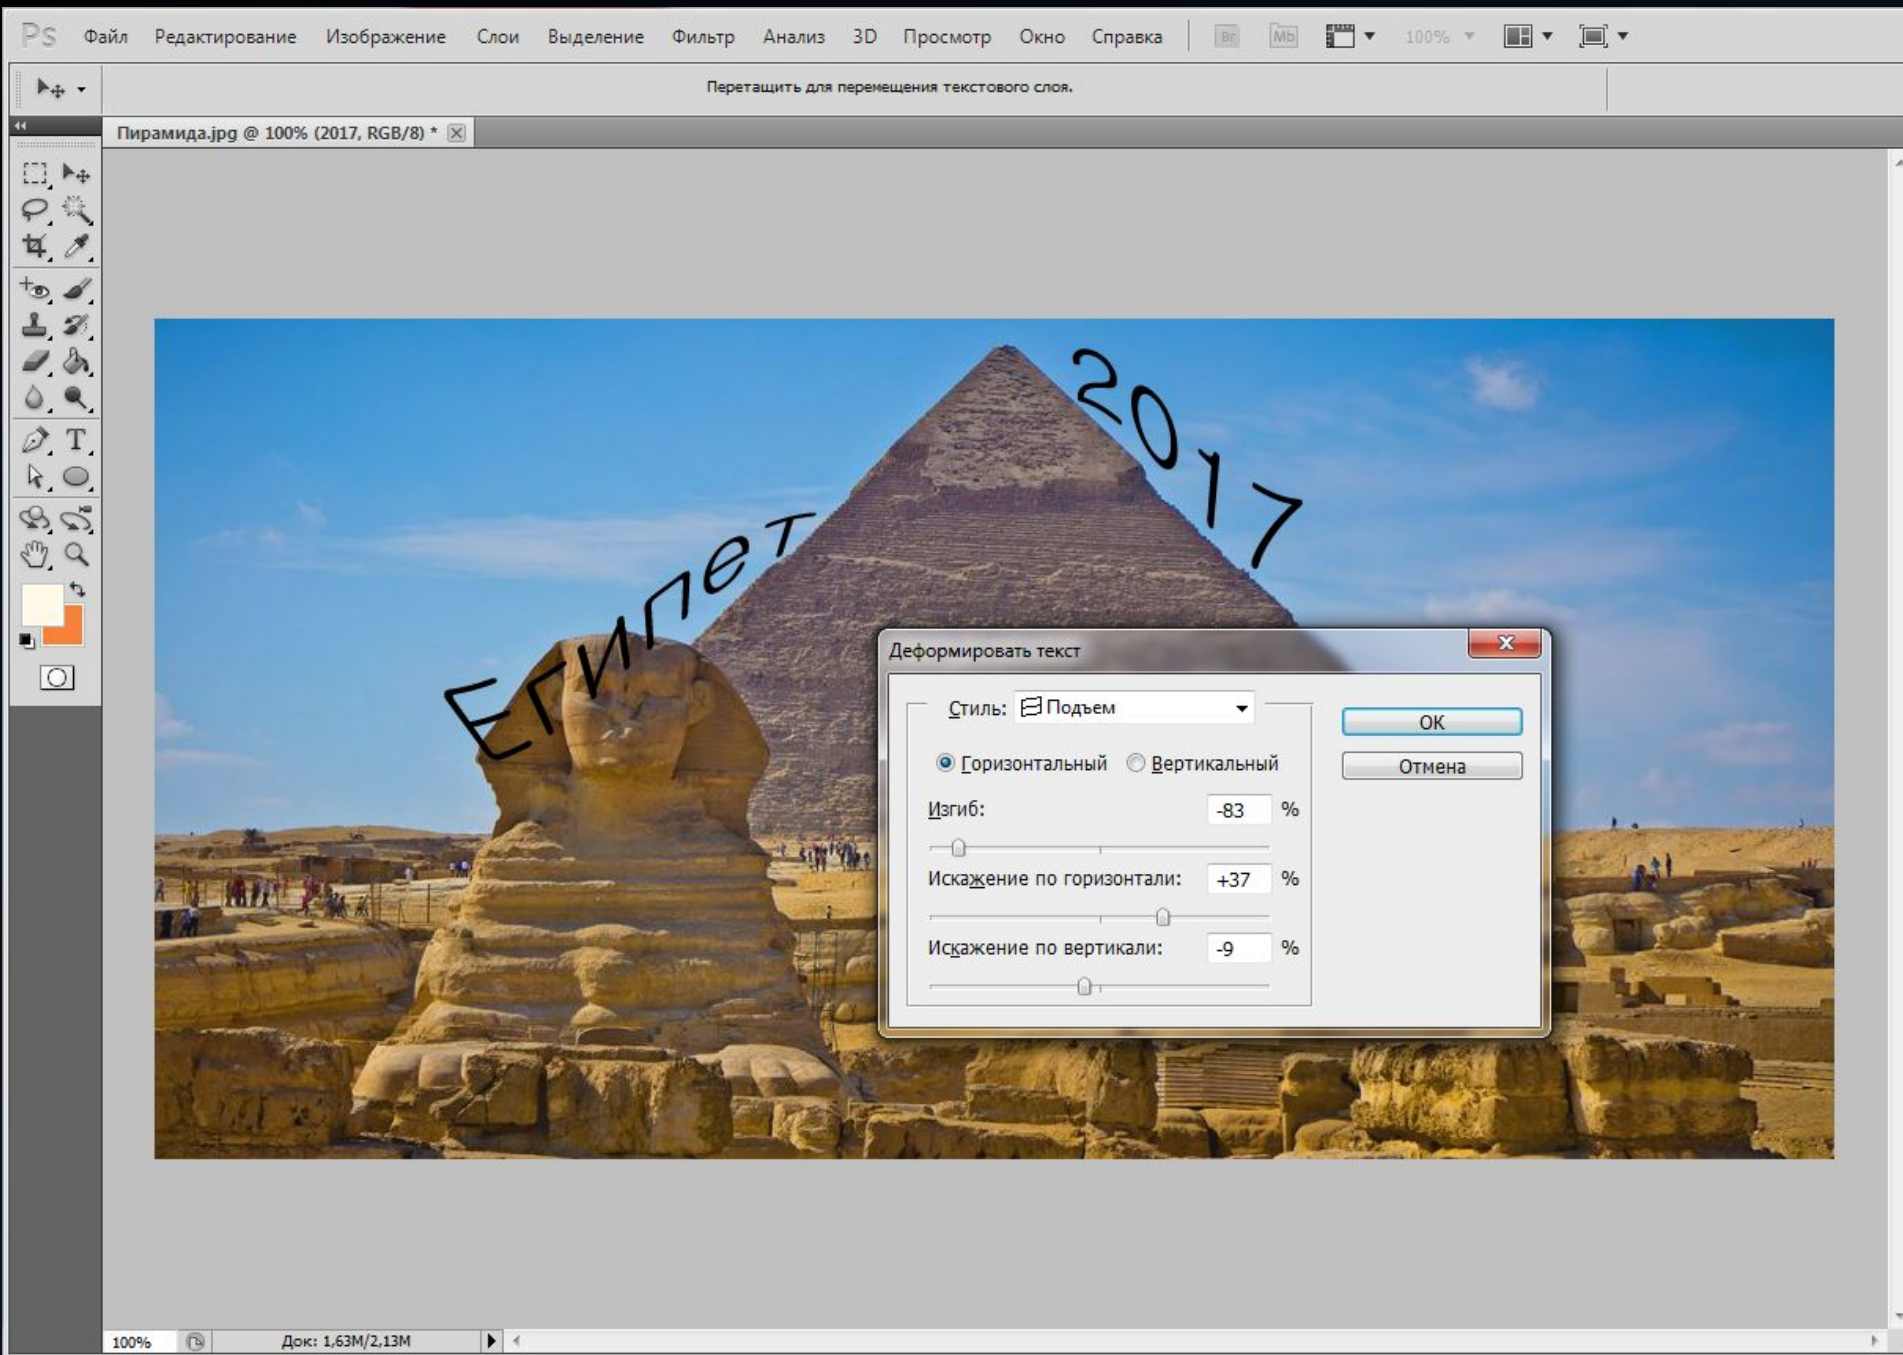 Ps Файл Редактирование Изображение Слои Выделение Фильтр Анализ 3D Просмотр Окно Справка Br Mb 100%
Перетащить для перемещения текстового слоя.
Пирамида.jpg @ 100% (2017, RGB/8) *
T
Египет
2017
Деформировать текст
Стиль: Подъем
OK
Горизонтальный Вертикальный
Отмена
Изгиб: -83 %
Искажение по горизонтали: +37 %
Искажение по вертикали: -9 %
100% Док: 1,63M/2,13M